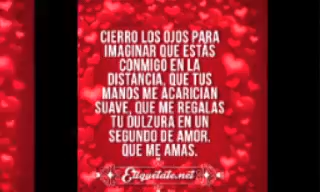 CIERRO LOS OJOS PARA
IMAGINAR QUE ESTÁS
CONMIGO EN LA
DISTANCIA, QUE TUS
MANOS ME ACARICIAN
SUAVE, QUE ME REGALAS
TU DULZURA EN UN
SEGUNDO DE AMOR.
QUE ME AMAS.
Etiquetate.net